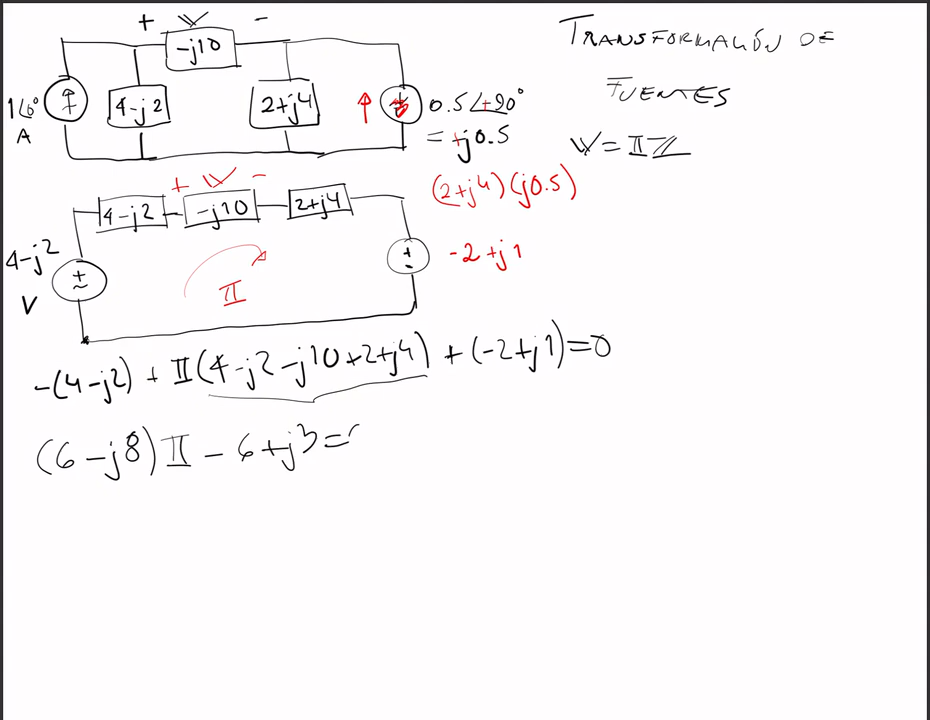 + V -
-j10
TRANSFORMACIÓN DE
FUENTES
1∠0°
A
4-j2
2+j4
0.5∠+90°
= +j0.5
V = I Z
(2+j4)(j0.5)
+ V -
4-j2
-j10
2+j4
4-j2
V
+
-
I
+
-
-2 +j1
-(4-j2) + I(4-j2-j10+2+j4) + (-2+j1)=0
(6-j8) I - 6 +j3=